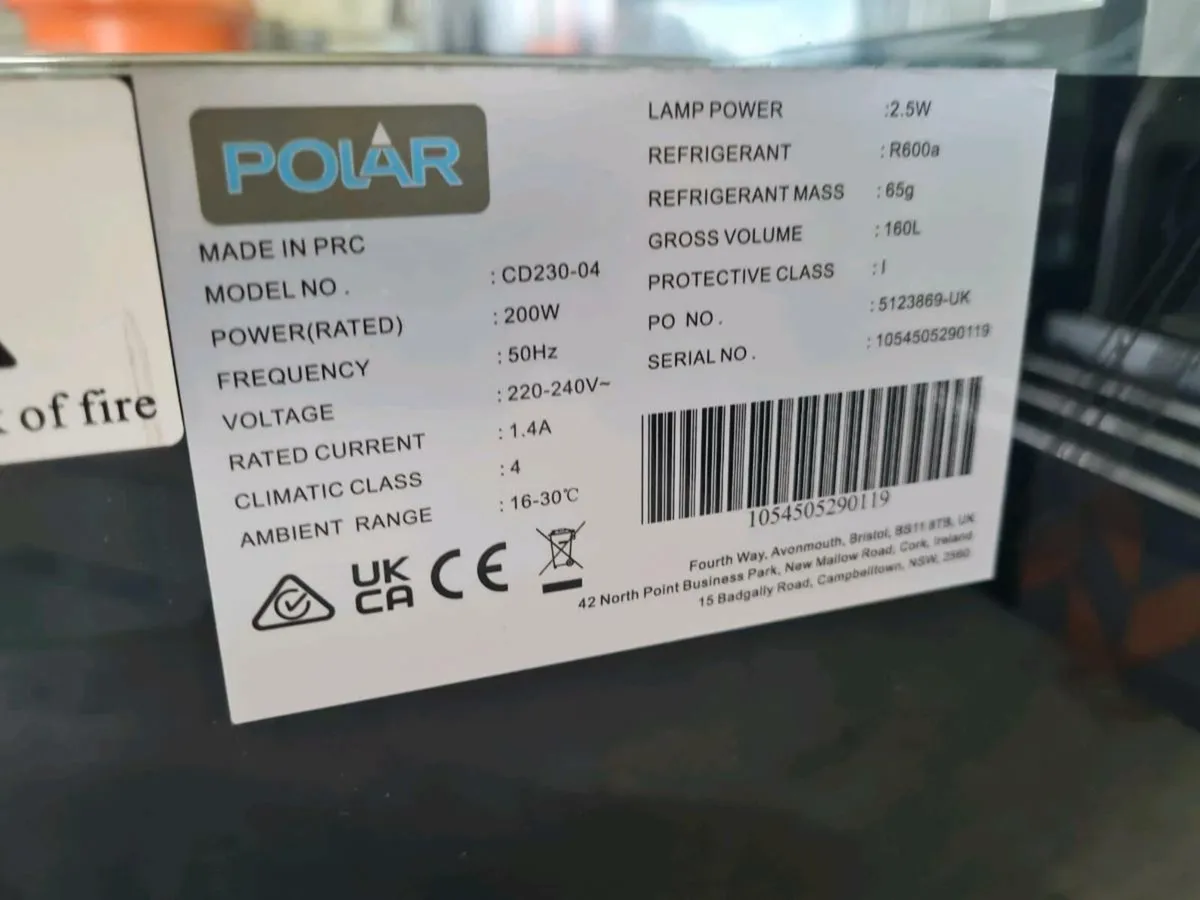 POLAR
MADE IN PRC
MODEL NO. : CD230-04
POWER(RATED) : 200W
FREQUENCY : 50Hz
VOLTAGE : 220-240V~
RATED CURRENT : 1.4A
CLIMATIC CLASS : 4
AMBIENT RANGE : 16-30℃
UK
CA
CE
LAMP POWER :2.5W
REFRIGERANT : R600a
REFRIGERANT MASS : 65g
GROSS VOLUME : 160L
PROTECTIVE CLASS : I
PO NO. : 5123869-UK
SERIAL NO. : 1054505290119
1054505290119
Fourth Way, Avonmouth, Bristol, BS11 8TB, UK
42 North Point Business Park, New Mallow Road, Cork, Ireland
15 Badgally Road, Campbelltown, NSW, 2560
of fire